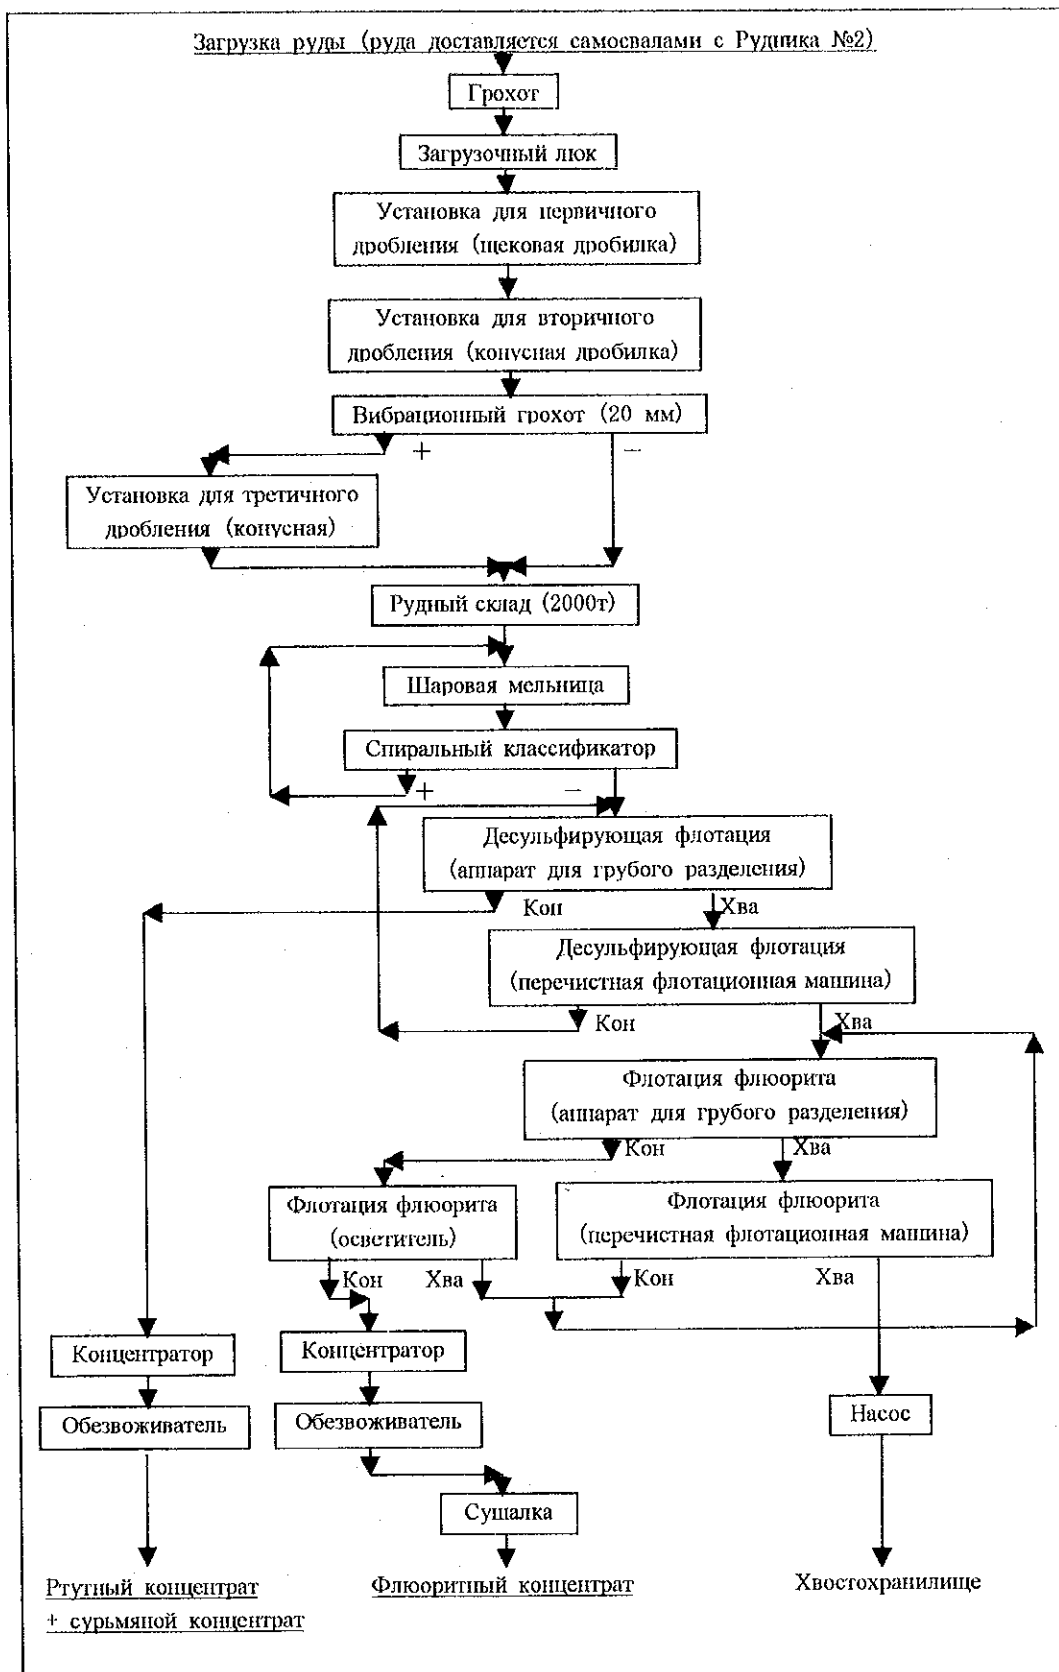 Загрузка руды (руда доставляется самосвалами с Рудника №2)
Грохот
Загрузочный люк
Установка для первичного
дробления (щековая дробилка)
Установка для вторичного
дробления (конусная дробилка)
Вибрационный грохот (20 мм)
+
−
Установка для третичного
дробления (конусная)
Рудный склад (2000т)
Шаровая мельница
Спиральный классификатор
+
−
Десульфирующая флотация
(аппарат для грубого разделения)
Кон
Хва
Десульфирующая флотация
(перечистная флотационная машина)
Кон
Хва
Флотация флюорита
(аппарат для грубого разделения)
Кон
Хва
Флотация флюорита
(осветитель)
Флотация флюорита
(перечистная флотационная машина)
Кон
Хва
Кон
Хва
Концентратор
Концентратор
Обезвоживатель
Обезвоживатель
Насос
Сушалка
Ртутный концентрат
+ сурьмяной концентрат
Флюоритный концентрат
Хвостохранилище